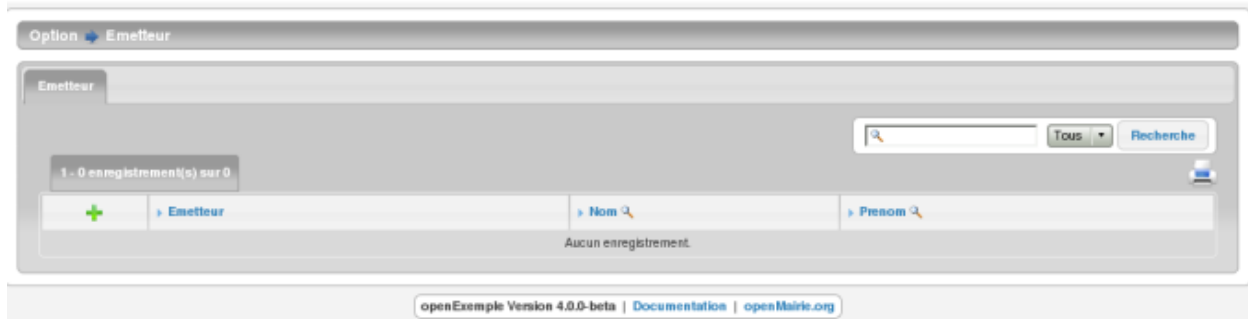 Option Emetteur
Emetteur
Tous Recherche
1 - 0 enregistrement(s) sur 0
Emetteur Nom Prenom
Aucun enregistrement.
openExemple Version 4.0.0-beta | Documentation | openMairie.org